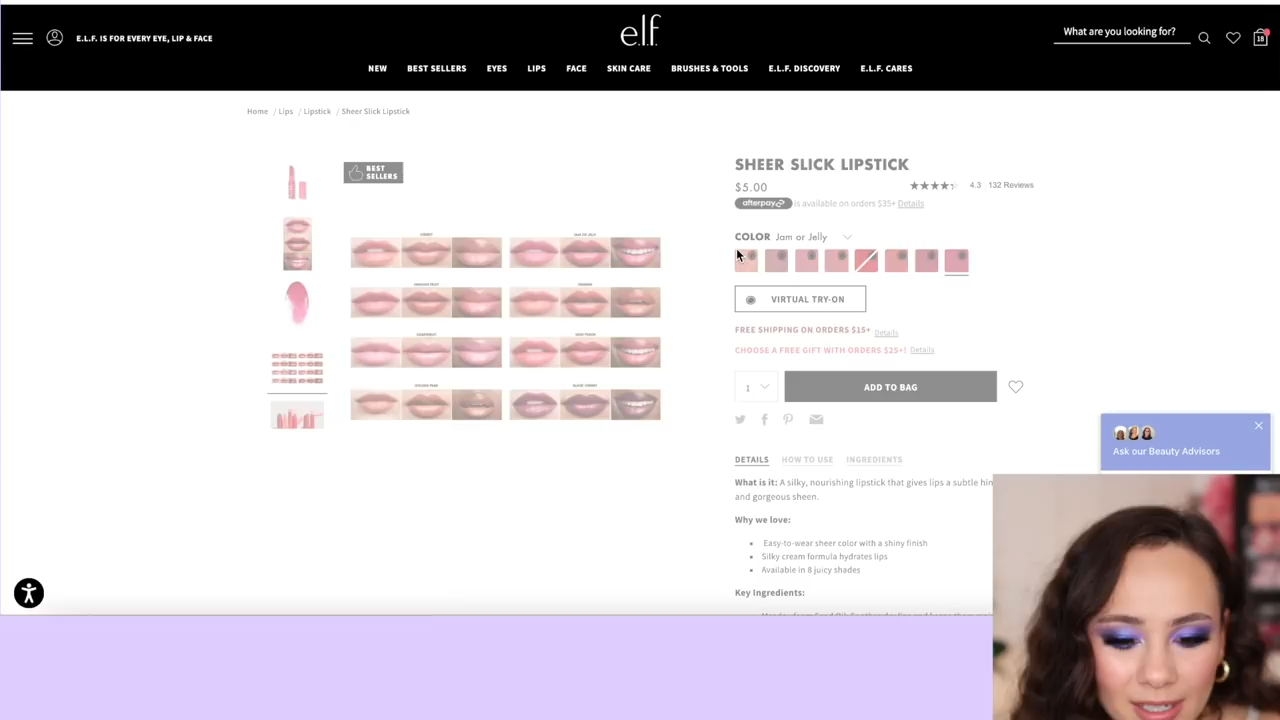 E.L.F. IS FOR EVERY EYE, LIP & FACE
e.l.f.
What are you looking for?
18
NEW BEST SELLERS EYES LIPS FACE SKIN CARE BRUSHES & TOOLS E.L.F. DISCOVERY E.L.F. CARES
Home / Lips / Lipstick / Sheer Slick Lipstick
BEST
SELLERS
SHEER SLICK LIPSTICK
$5.00
4.3 132 Reviews
afterpay is available on orders $35+ Details
COLOR Jam or Jelly
VIRTUAL TRY-ON
FREE SHIPPING ON ORDERS $15+ Details
CHOOSE A FREE GIFT WITH ORDERS $25+! Details
1
ADD TO BAG
DETAILS HOW TO USE INGREDIENTS
What is it: A silky, nourishing lipstick that gives lips a subtle hin
and gorgeous sheen.
Why we love:
Easy-to-wear sheer color with a shiny finish
Silky cream formula hydrates lips
Available in 8 juicy shades
Key Ingredients:
Ask our Beauty Advisors